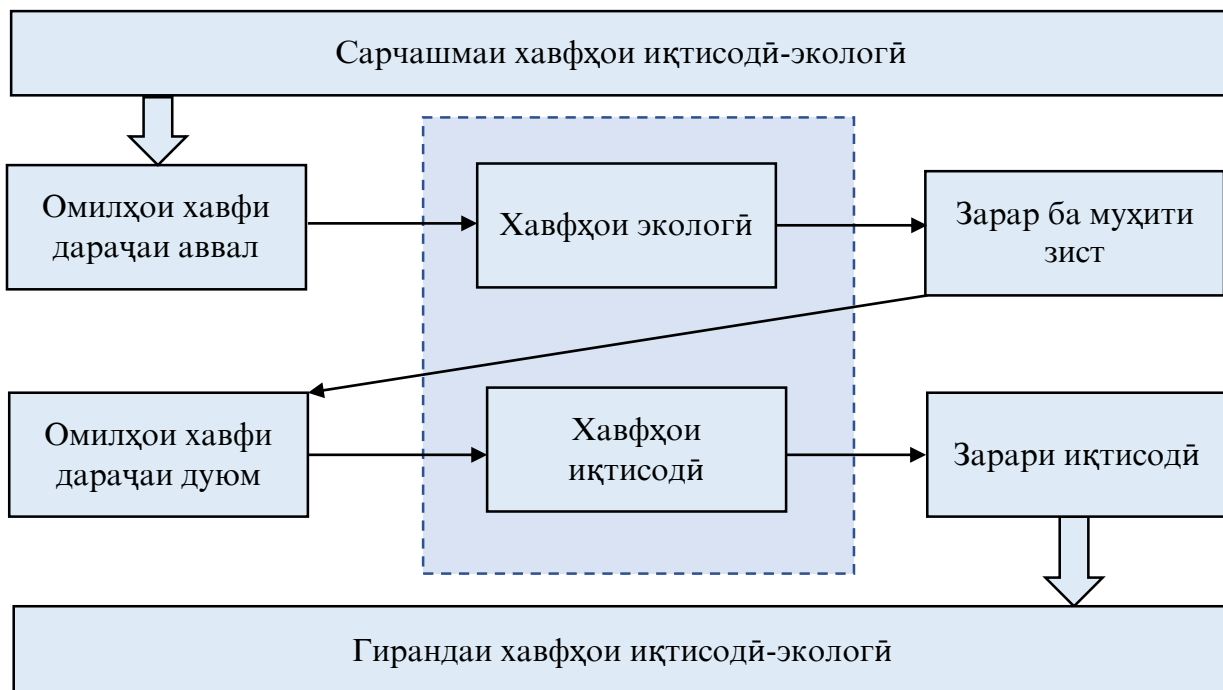 Сарчашмаи хавфҳои иқтисодӣ-экологӣ
Омилҳои хавфи
дараҷаи аввал
Хавфҳои экологӣ
Зарар ба муҳити
зист
Омилҳои хавфи
дараҷаи дуюм
Хавфҳои
иқтисодӣ
Зарари иқтисодӣ
Гирандаи хавфҳои иқтисодӣ-экологӣ